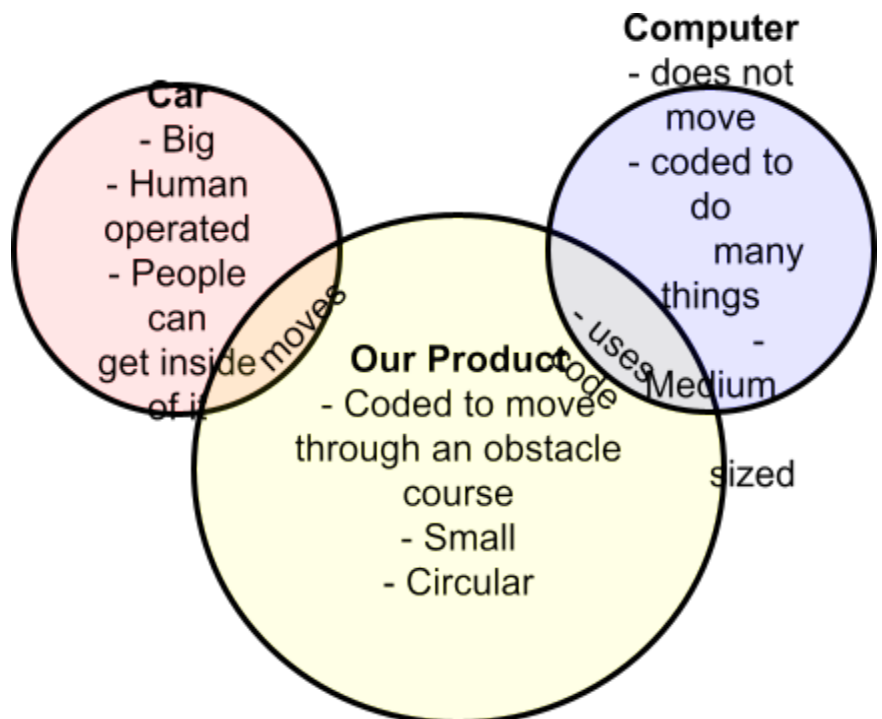 Car
- Big
- Human
operated
- People
can
get inside
of it
moves
Computer
- does not
move
- coded to
do
many
things
-
Medium
sized
- uses
code
Our Product
- Coded to move
through an obstacle
course
- Small
- Circular